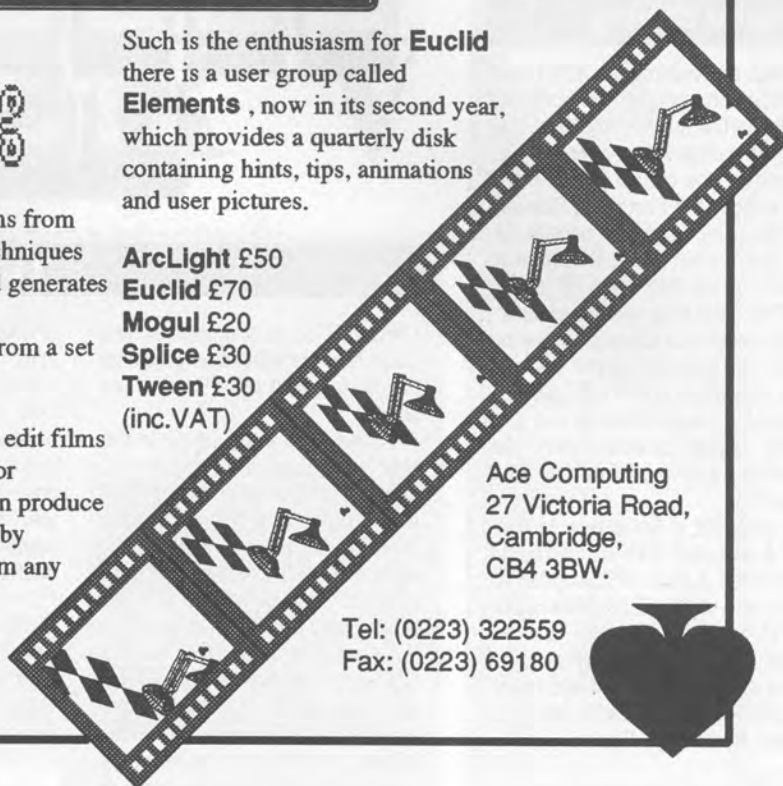 ns from
chniques
l generates
rom a set
edit films
or
n produce
by
m any
Such is the enthusiasm for Euclid
there is a user group called
Elements , now in its second year,
which provides a quarterly disk
containing hints, tips, animations
and user pictures.
ArcLight £50
Euclid £70
Mogul £20
Splice £30
Tween £30
(inc.VAT)
Ace Computing
27 Victoria Road,
Cambridge,
CB4 3BW.
Tel: (0223) 322559
Fax: (0223) 69180